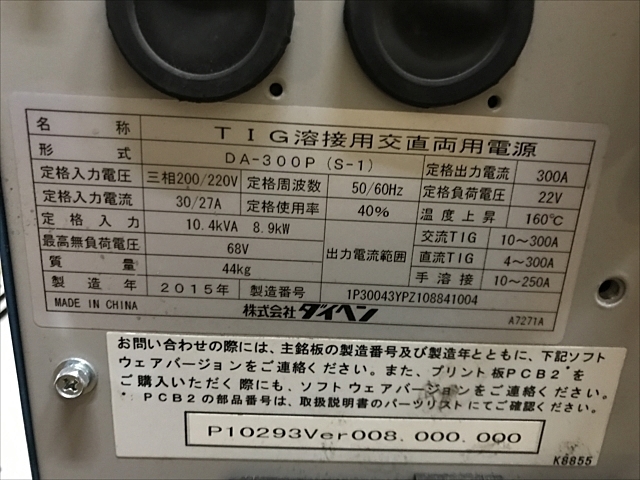 名称 TIG溶接用交直両用電源
形式 DA-300P (S-1) 定格出力電流 300A
定格入力電圧 三相200/220V 定格周波数 50/60Hz 定格負荷電圧 22V
定格入力電流 30/27A 定格使用率 40% 温度上昇 160℃
定格入力 10.4kVA 8.9kW 出力電流範囲 交流TIG 10〜300A
最高無負荷電圧 68V 直流TIG 4〜300A
質量 44kg 手溶接 10〜250A
製造年 2015年 製造番号 1P30043YPZ108841004
MADE IN CHINA 株式会社ダイヘン A7271A
お問い合わせの際には、主銘板の製造番号及び製造年とともに、下記ソフト
ウェアバージョンをご連絡ください。また、プリント板PCB2*を
ご購入いただく際にも、ソフトウェアバージョンをご連絡ください。
* PCB2の部品番号は、取扱説明書のパーツリストにてご確認ください。
P10293Ver008.000.000
K8855